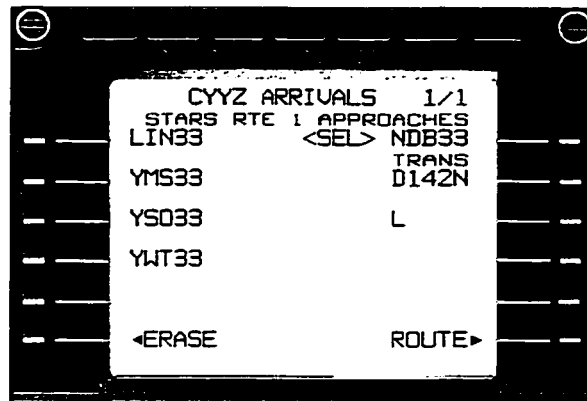 CYYZ ARRIVALS 1/1
STARS RTE 1 APPROACHES
LIN33 <SEL> NDB33
TRANS
YMS33 D142N
YSO33 L
YWT33
◄ERASE ROUTE►